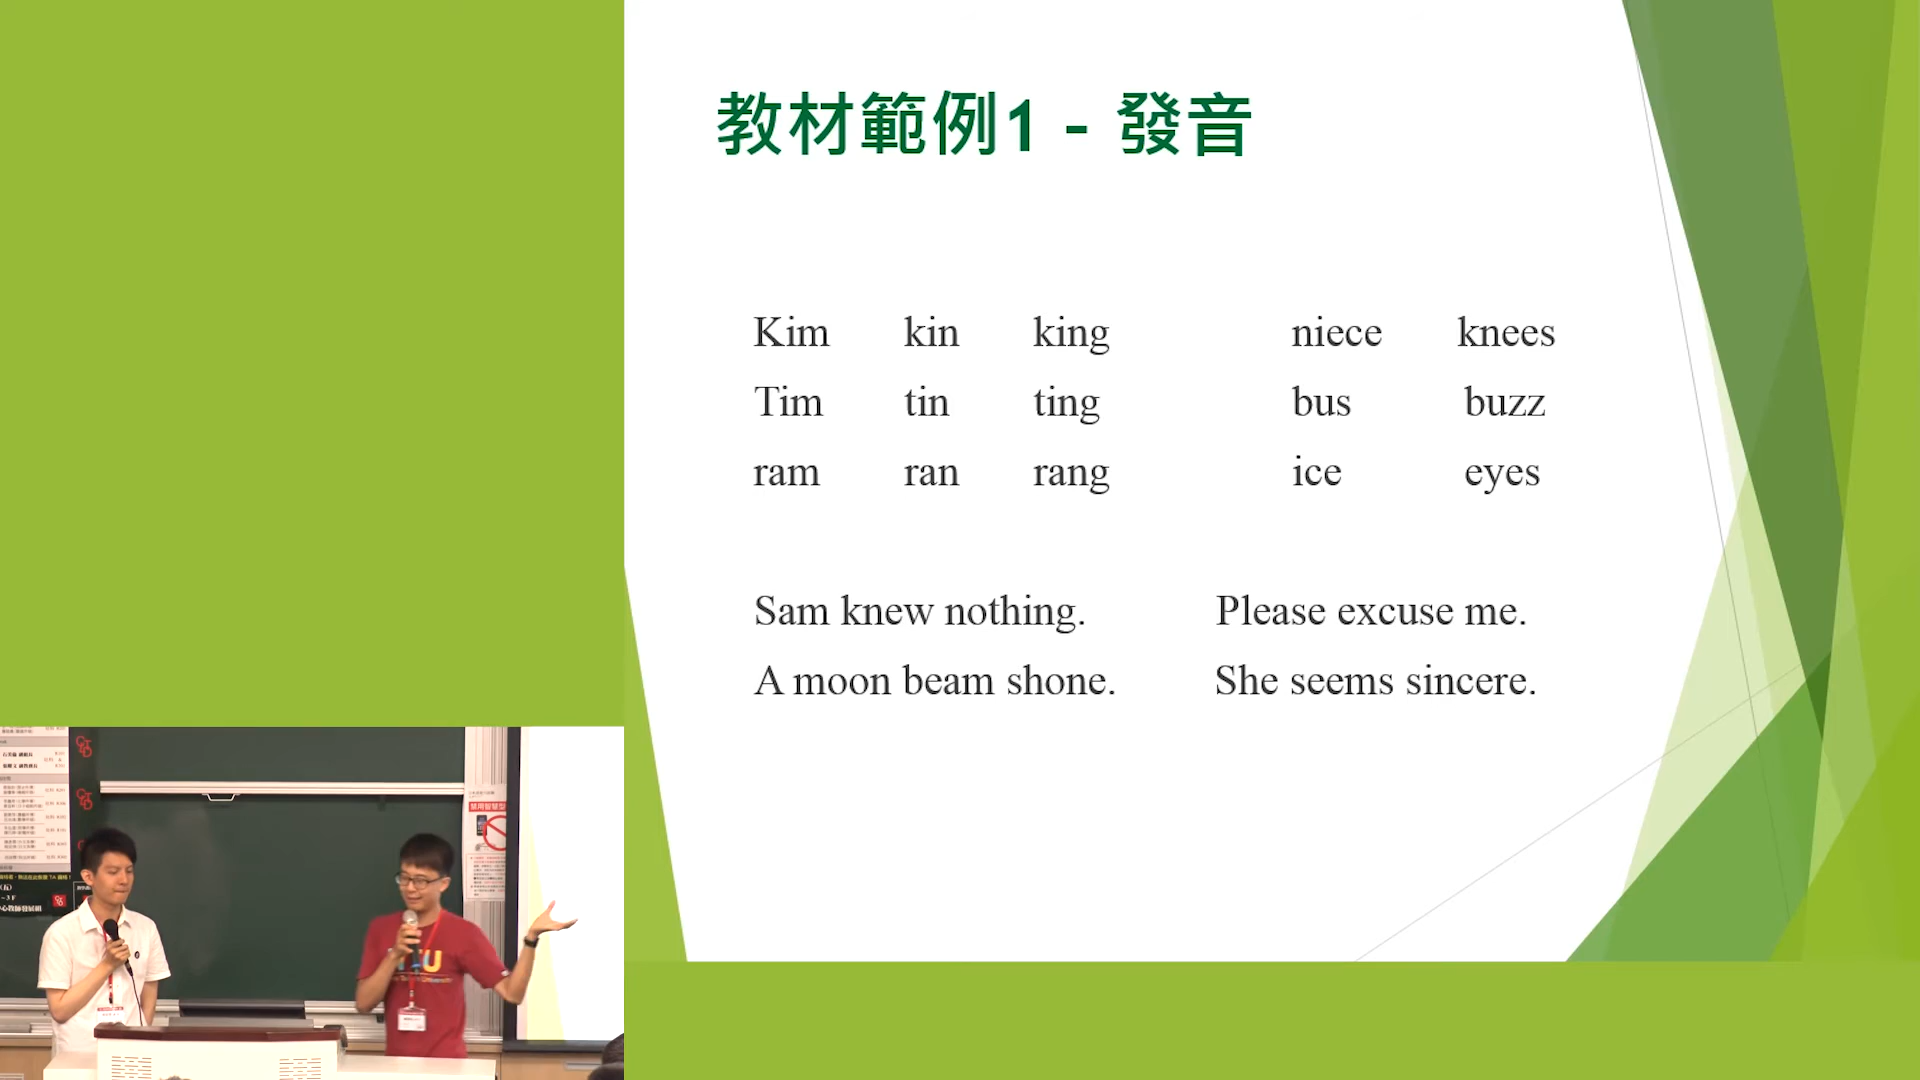 教材範例1 - 發音
Kim kin king niece knees
Tim tin ting bus buzz
ram ran rang ice eyes
Sam knew nothing. Please excuse me.
A moon beam shone. She seems sincere.